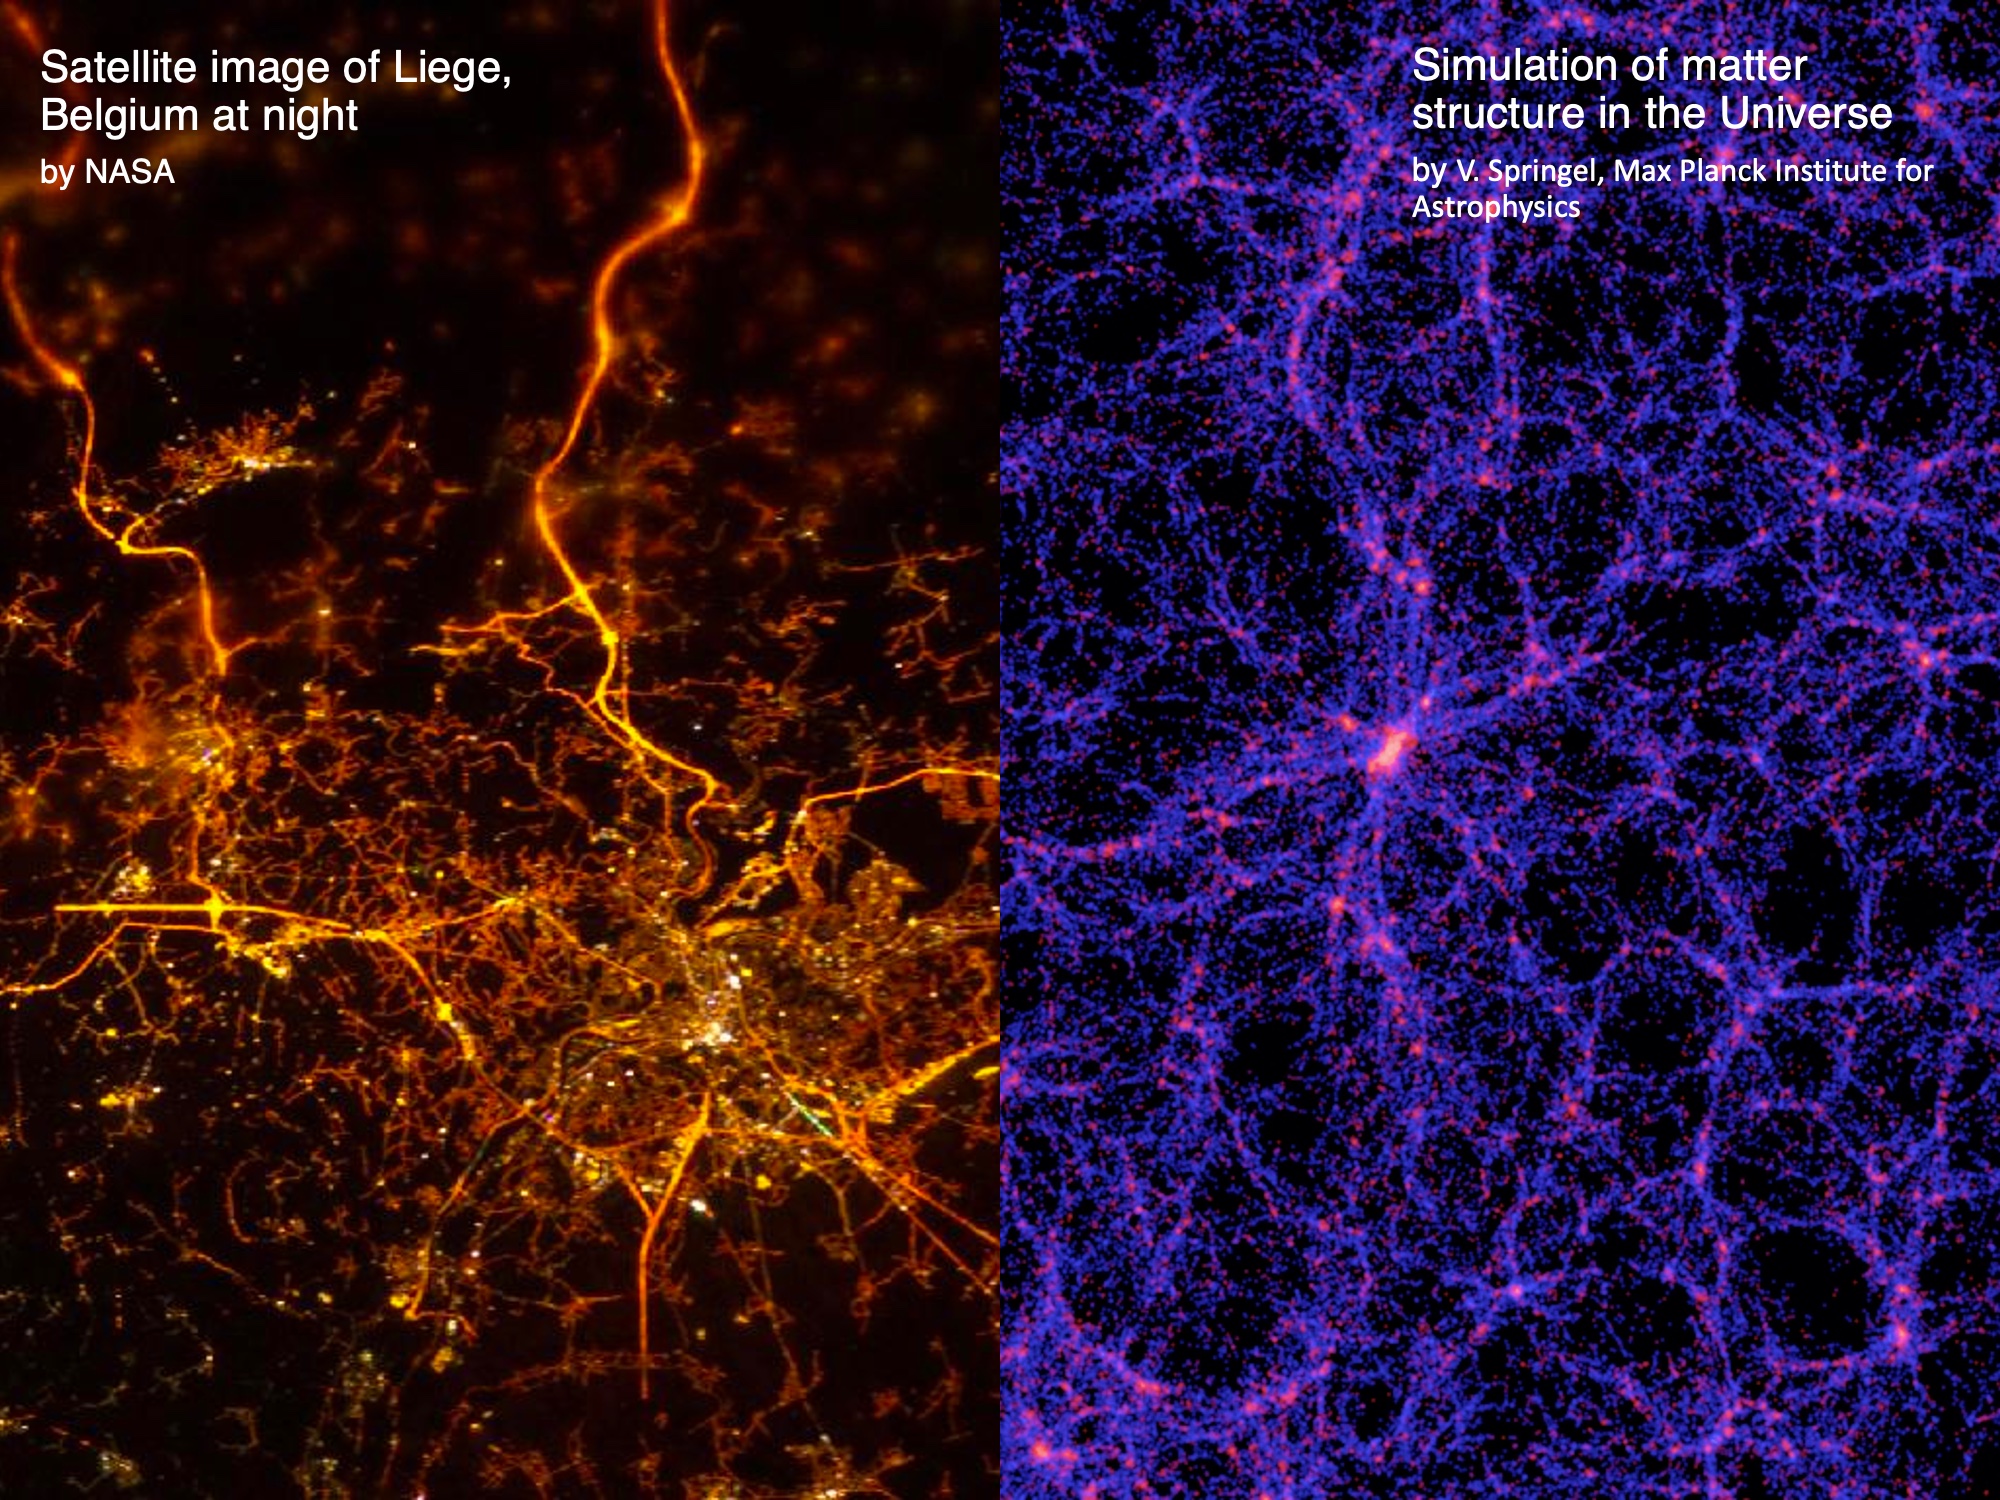 Satellite image of Liege,
Belgium at night
by NASA
Simulation of matter
structure in the Universe
by V. Springel, Max Planck Institute for
Astrophysics